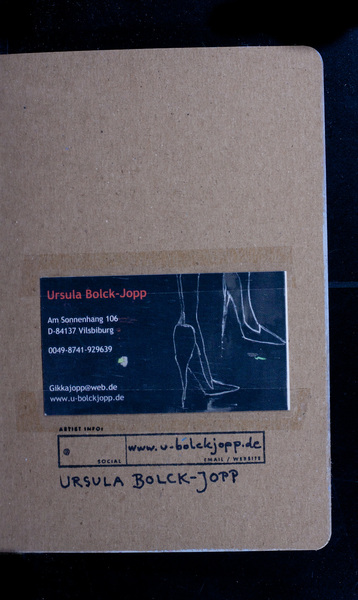 Ursula Bolck-Jopp
Am Sonnenhang 106
D-84137 Vilsbiburg
0049-8741-929639
Gikkajopp@web.de
www.u-bolckjopp.de
ARTIST INFO:
@
SOCIAL
www.u-bolckjopp.de
EMAIL / WEBSITE
URSULA BOLCK-JOPP